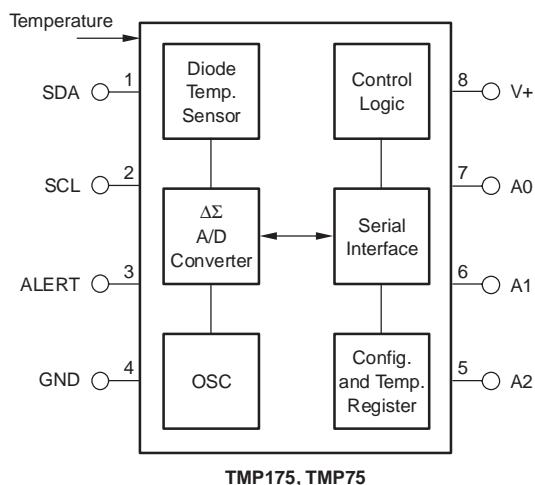 Temperature
1
SDA
2
SCL
3
ALERT
4
GND
Diode
Temp.
Sensor
ΔΣ
A/D
Converter
OSC
Control
Logic
Serial
Interface
Config.
and Temp.
Register
8
V+
7
A0
6
A1
5
A2
TMP175, TMP75